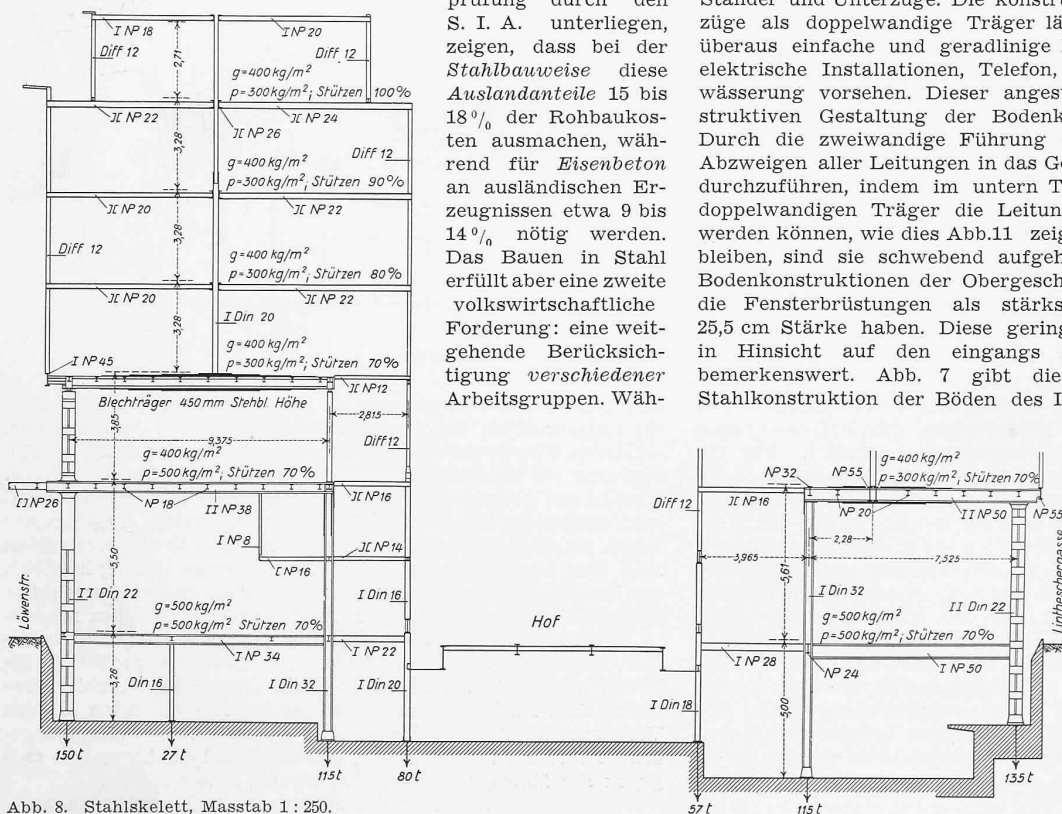 prüfung durch den
S. I. A. unterliegen,
zeigen, dass bei der
Stahlbauweise diese
Auslandanteile 15 bis
18 % der Rohbaukos-
ten ausmachen, wäh-
rend für Eisenbeton
an ausländischen Er-
zeugnissen etwa 9 bis
14 % nötig werden.
Das Bauen in Stahl
erfüllt aber eine zweite
volkswirtschaftliche
Forderung: eine weit-
gehende Berücksich-
tigung verschiedener
Arbeitsgruppen. Wäh-
Ständer und Unterzüge. Die konstru
züge als doppelwandige Träger lä
überaus einfache und geradlinige
elektrische Installationen, Telefon,
wässerung vorsehen. Dieser angest
struktiven Gestaltung der Bodenk
Durch die zweiwandige Führung
Abzweigen aller Leitungen in das Ge
durchzuführen, indem im untern T
doppelwandigen Träger die Leitun
werden können, wie dies Abb.11 zeig
bleiben, sind sie schwebend aufgeh
Bodenkonstruktionen der Obergesch
die Fensterbrüstungen als stärks
25,5 cm Stärke haben. Diese gering
in Hinsicht auf den eingangs
bemerkenswert. Abb. 7 gibt die
Stahlkonstruktion der Böden des I
I NP 18
I NP 20
Diff 12
2,71
Diff 12
g=400 kg/m²
p=300 kg/m²; Stützen 100%
][ NP 22
][ NP 24
][ NP 26
3,28
Diff 12
g=400 kg/m²
p=300 kg/m²; Stützen 90%
][ NP 20
][ NP 22
Diff 12
3,28
g=400 kg/m²
p=300 kg/m²; Stützen 80%
][ NP 20
][ NP 22
3,28
I Din 20
g=400 kg/m²
p=300 kg/m²; Stützen 70%
I NP 45
][ NP 12
Blechträger 450 mm Stehbl. Höhe
2,815
3,85
9,375
Diff 12
g=400 kg/m²
p=500 kg/m²; Stützen 70%
[] NP 26
NP 18
II NP 38
][ NP 16
I NP 8
][ NP 14
[ NP 16
5,50
Löwenstr.
II Din 22
I Din 16
g=500 kg/m²
p=500 kg/m² Stützen 70%
I NP 34
I NP 22
3,26
Din 16
I Din 32
I Din 20
150 t
27 t
115 t
80 t
Hof
NP 32
NP 55
g=400 kg/m²
p=300 kg/m²; Stützen 70%
][ NP 16
NP 20
II NP 50
NP 55
Diff 12
2,28
3,965
7,525
5,61
I Din 32
II Din 22
Lintheschergasse
g=500 kg/m²
p=500 kg/m²; Stützen 70%
I NP 28
NP 24
I NP 50
I Din 18
5,00
57 t
115 t
135 t
Abb. 8. Stahlskelett, Masstab 1 : 250.